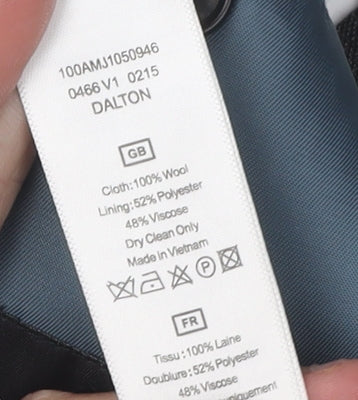 100AMJ1050946
0466 V1 0215
DALTON
GB
Cloth:100% Wool
Lining:52% Polyester
48% Viscose
Dry Clean Only
Made in Vietnam
P
FR
Tissu:100% Laine
Doublure:52% Polyester
48% Viscose